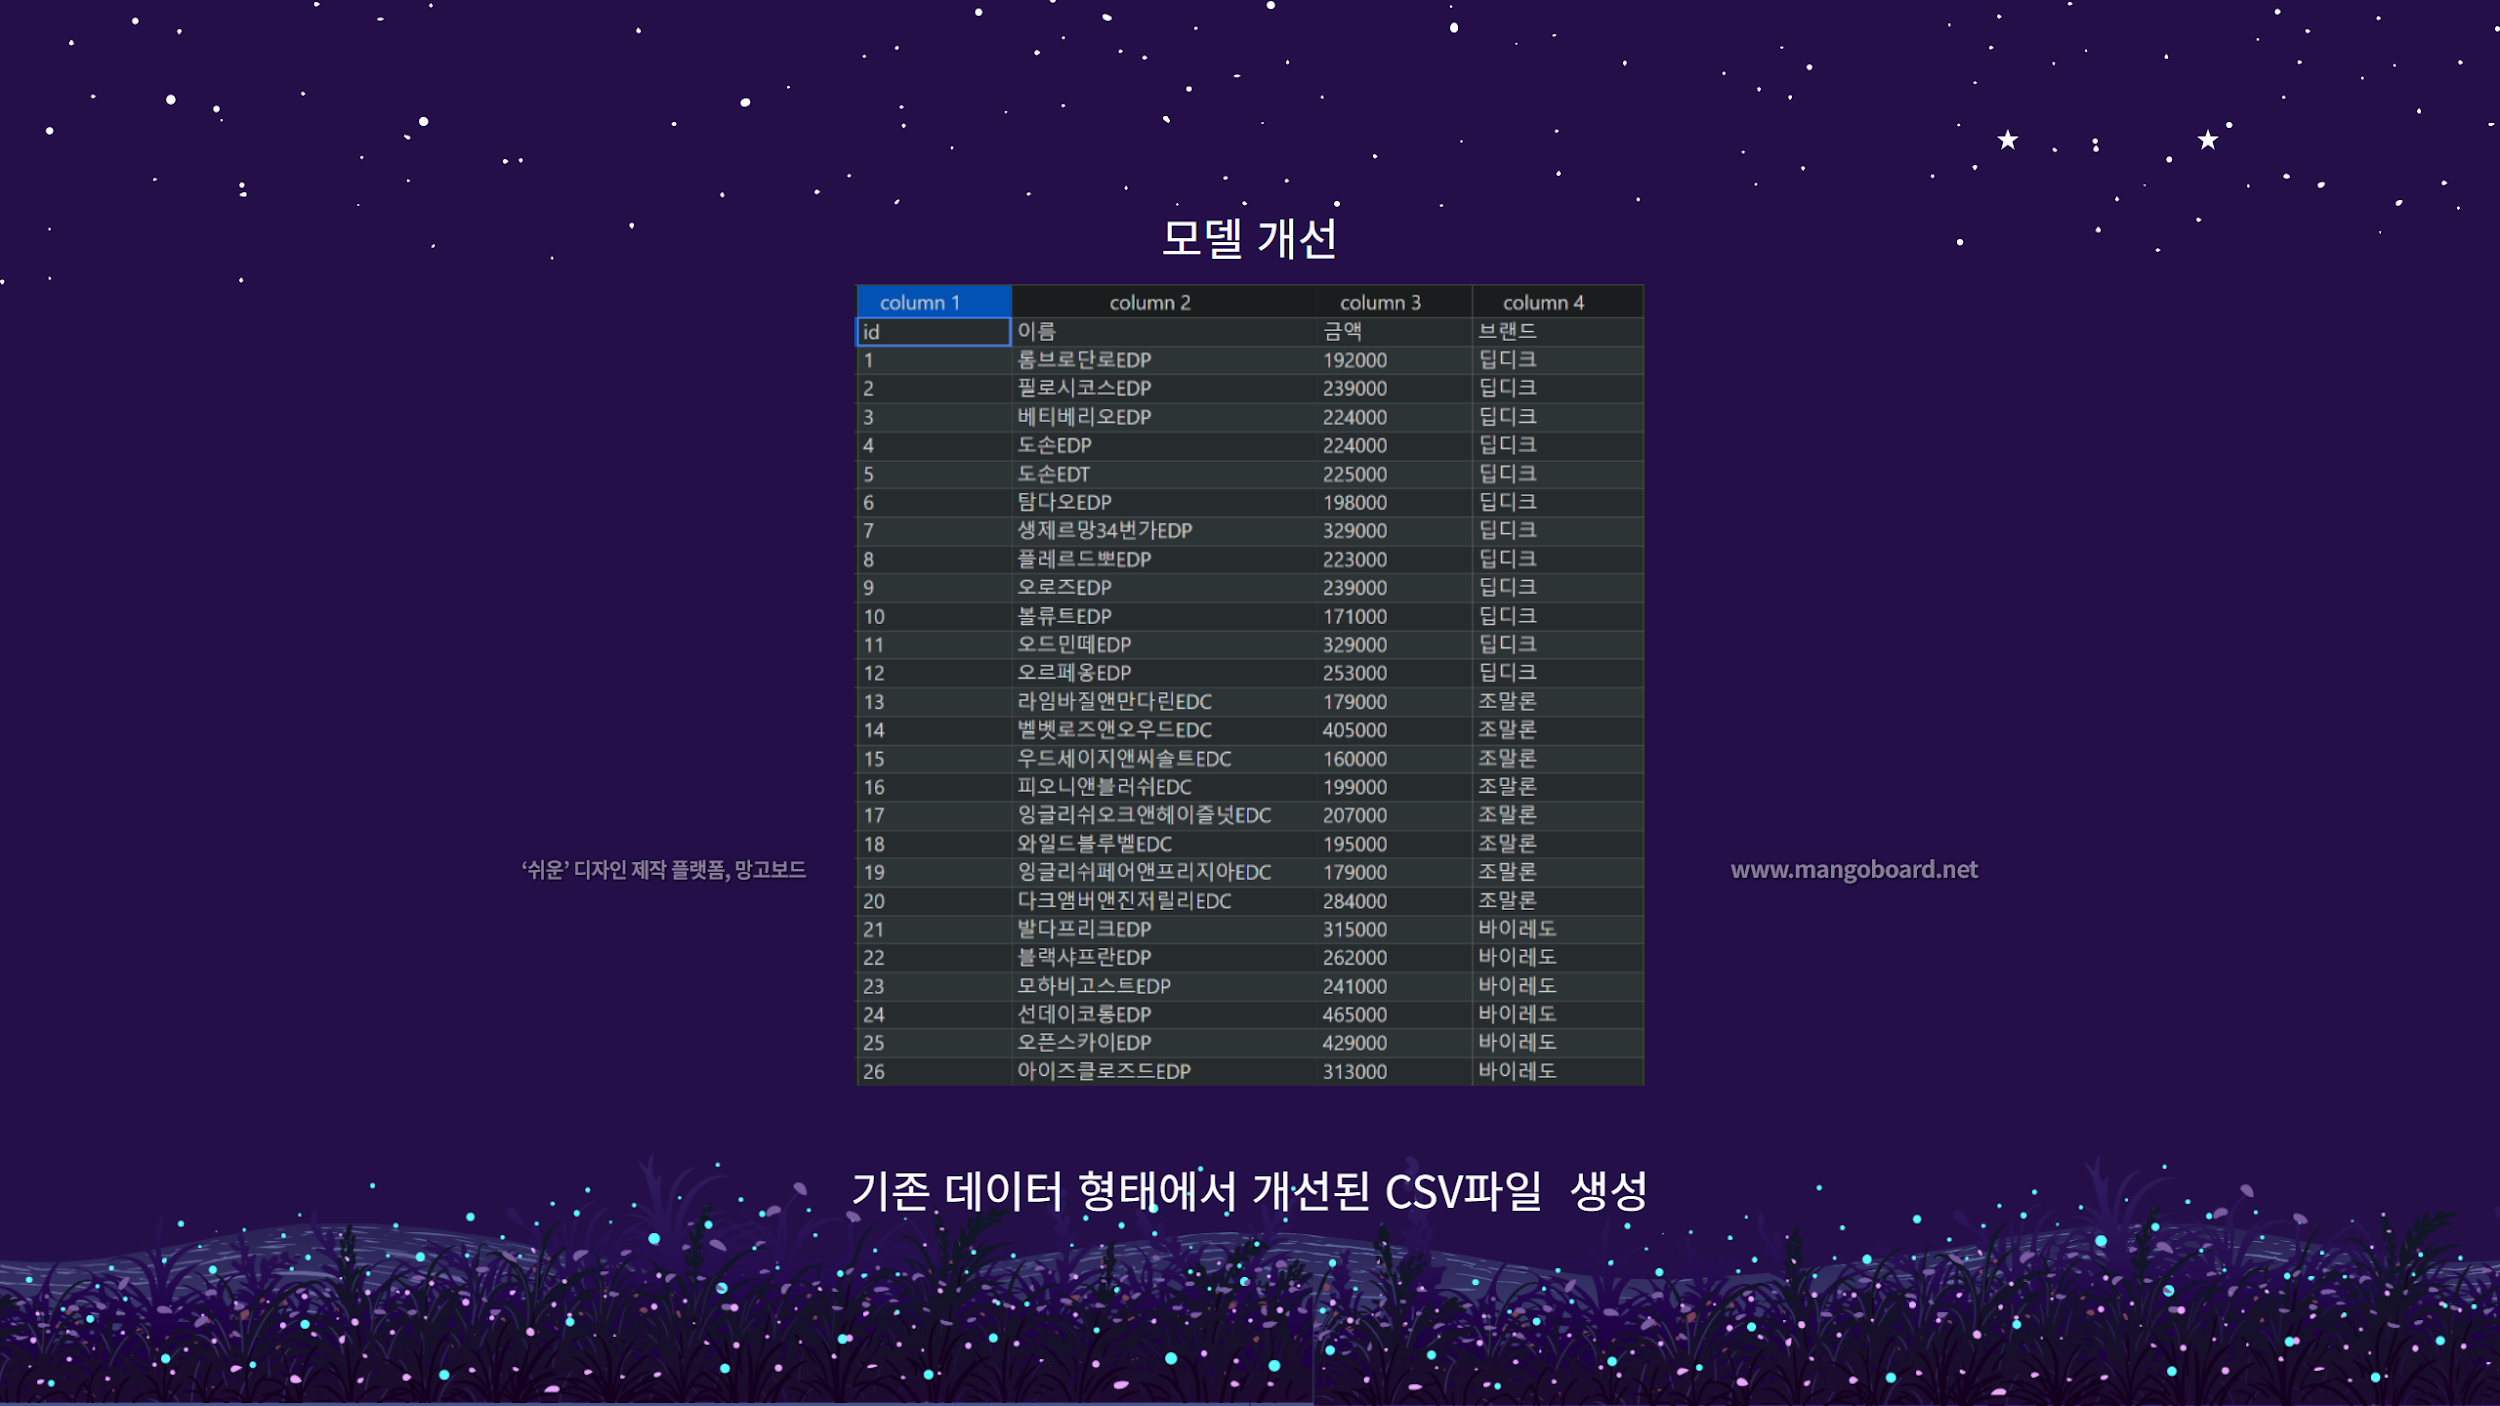 모델 개선
column 1 column 2 column 3 column 4
id 이름 금액 브랜드
1 롬브로단로EDP 192000 딥디크
2 필로시코스EDP 239000 딥디크
3 베티베리오EDP 224000 딥디크
4 도손EDP 224000 딥디크
5 도손EDT 225000 딥디크
6 탐다오EDP 198000 딥디크
7 생제르망34번가EDP 329000 딥디크
8 플레르드뽀EDP 223000 딥디크
9 오로즈EDP 239000 딥디크
10 볼류트EDP 171000 딥디크
11 오드민떼EDP 329000 딥디크
12 오르페옹EDP 253000 딥디크
13 라임바질앤만다린EDC 179000 조말론
14 벨벳로즈앤오우드EDC 405000 조말론
15 우드세이지앤씨솔트EDC 160000 조말론
16 피오니앤블러쉬EDC 199000 조말론
17 잉글리쉬오크앤헤이즐넛EDC 207000 조말론
18 와일드블루벨EDC 195000 조말론
19 잉글리쉬페어앤프리지아EDC 179000 조말론
20 다크앰버앤진저릴리EDC 284000 조말론
21 발다프리크EDP 315000 바이레도
22 블랙샤프란EDP 262000 바이레도
23 모하비고스트EDP 241000 바이레도
24 선데이코롱EDP 465000 바이레도
25 오픈스카이EDP 429000 바이레도
26 아이즈클로즈드EDP 313000 바이레도
‘쉬운’ 디자인 제작 플랫폼, 망고보드
www.mangoboard.net
기존 데이터 형태에서 개선된 CSV파일  생성